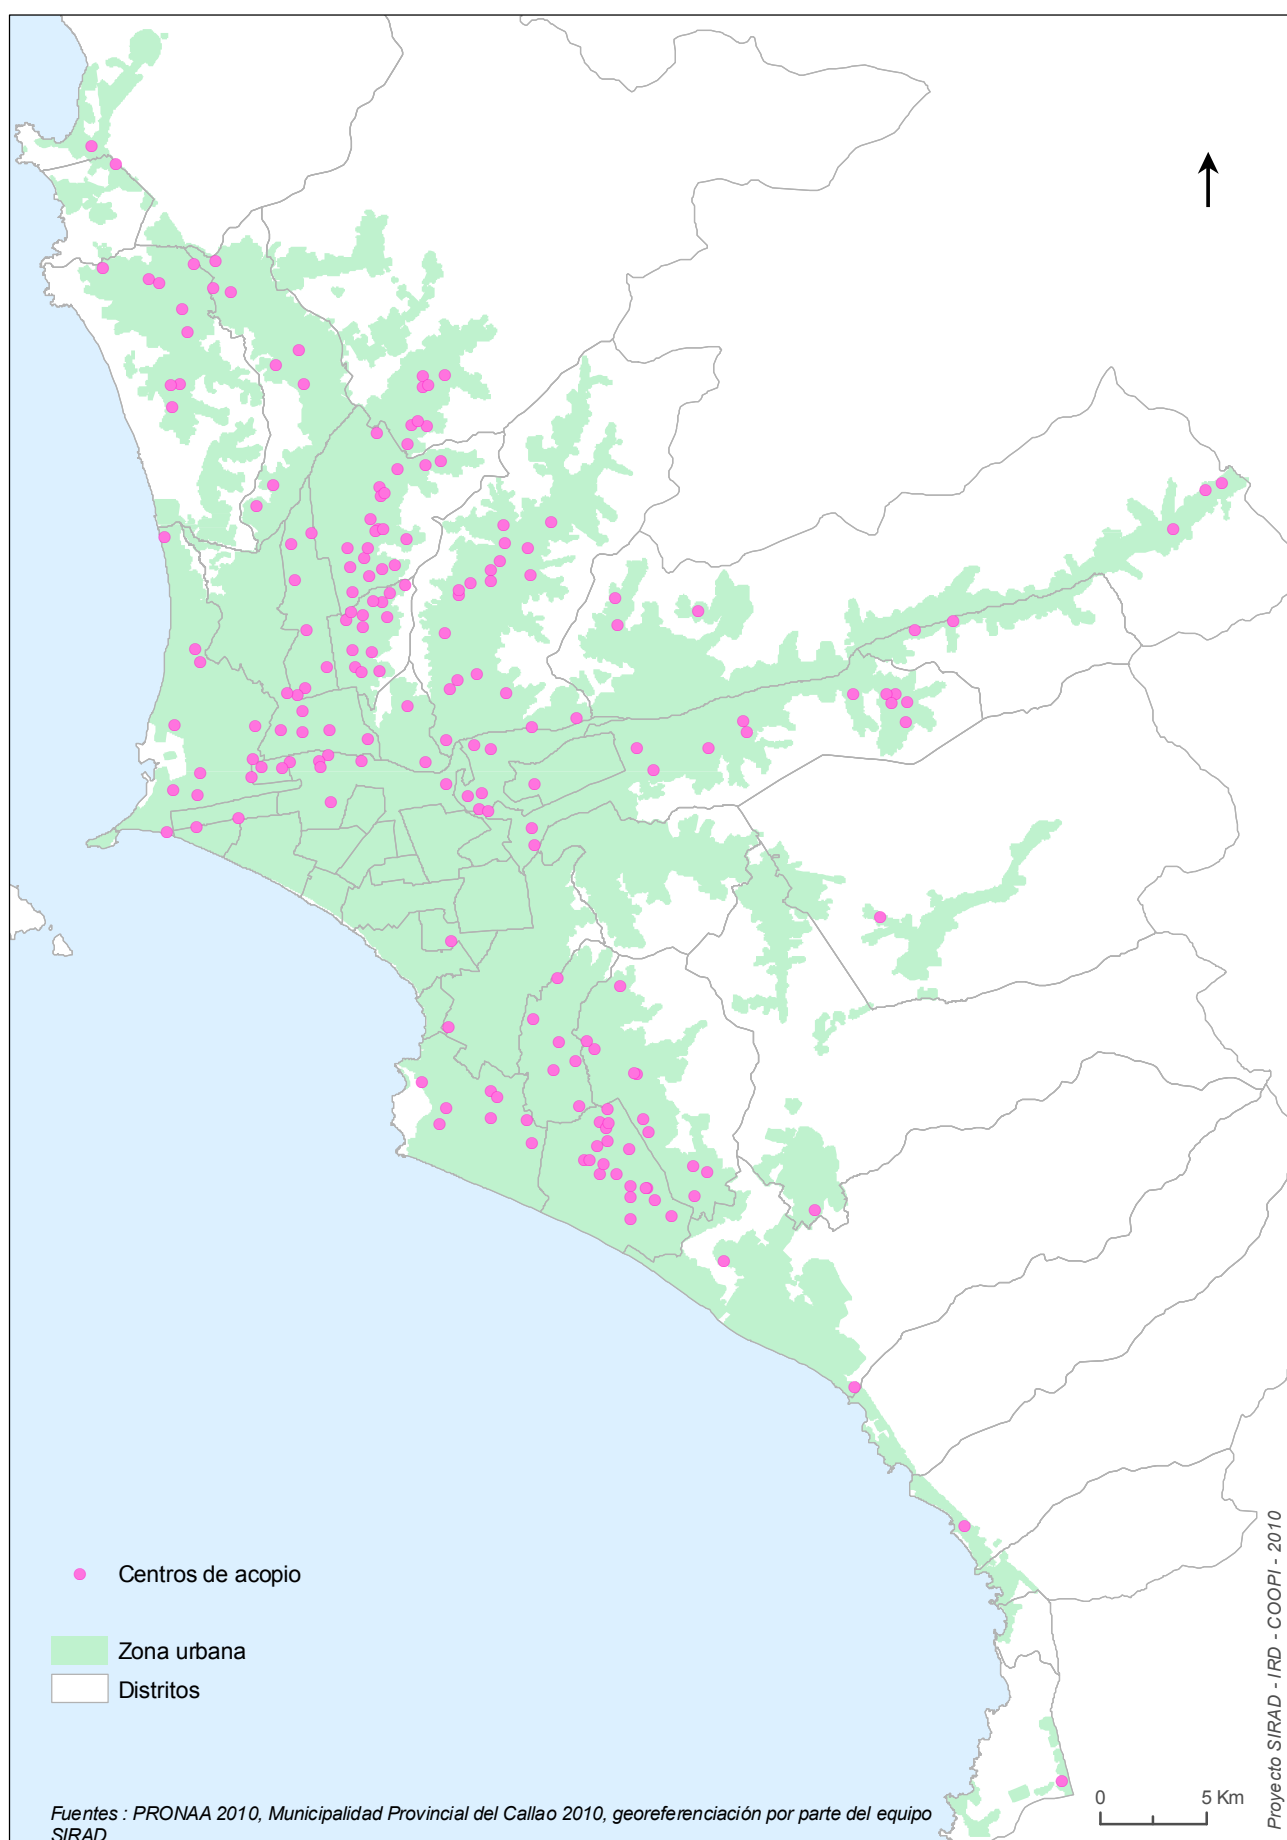 Centros de acopio
Zona urbana
Distritos
Fuentes : PRONAA 2010, Municipalidad Provincial del Callao 2010, georeferenciación por parte del equipo
SIRAD
0 5 Km
Proyecto SIRAD - IRD - COOPI - 2010